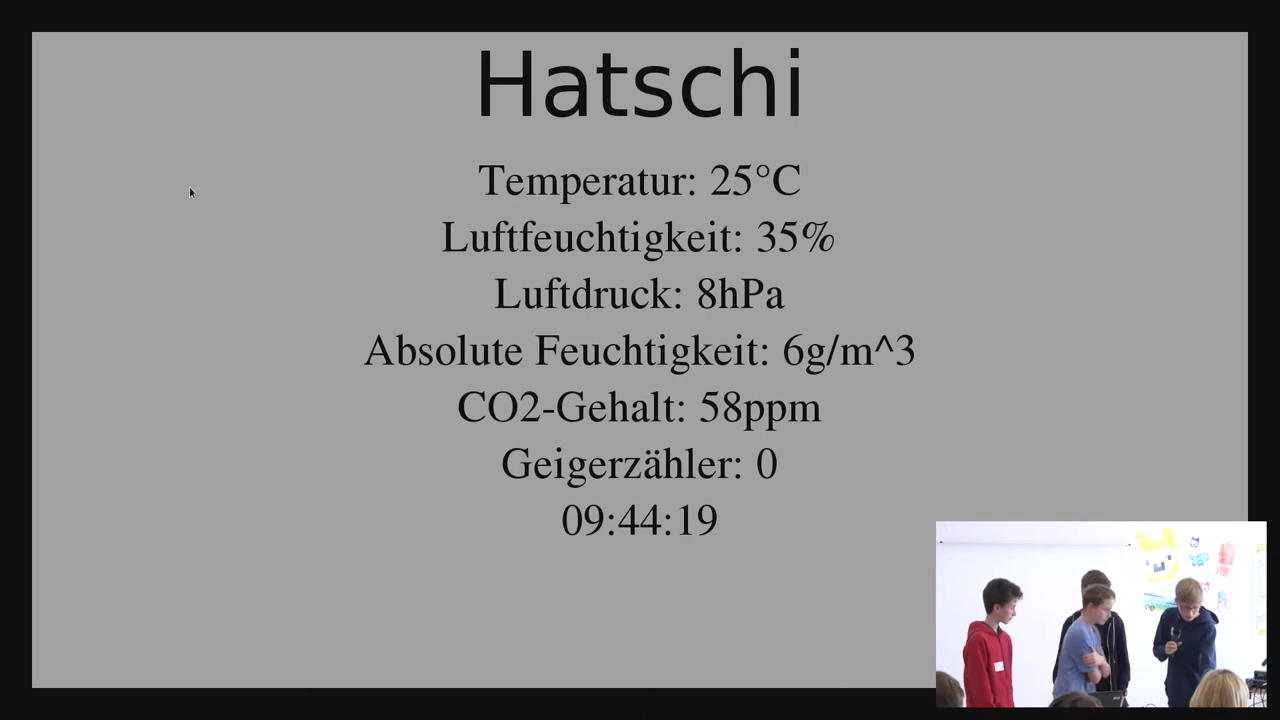 Hatschi
Temperatur: 25°C
Luftfeuchtigkeit: 35%
Luftdruck: 8hPa
Absolute Feuchtigkeit: 6g/m^3
CO2-Gehalt: 58ppm
Geigerzähler: 0
09:44:19